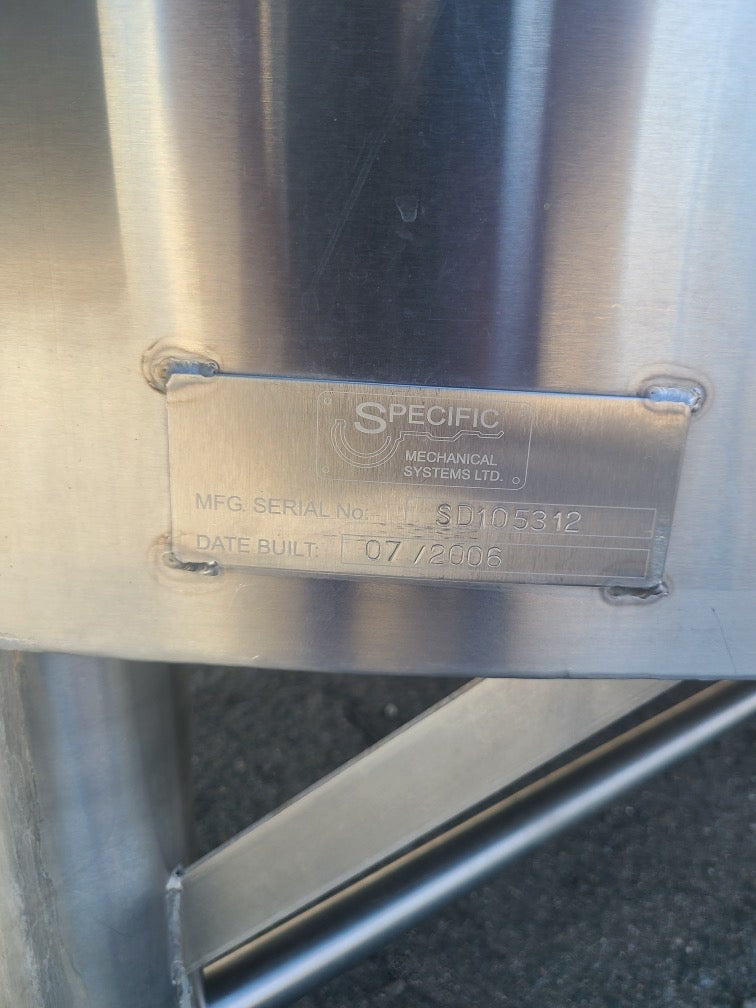 SPECIFIC
MECHANICAL
SYSTEMS LTD.
MFG. SERIAL No: SD105312
DATE BUILT: 07/2006